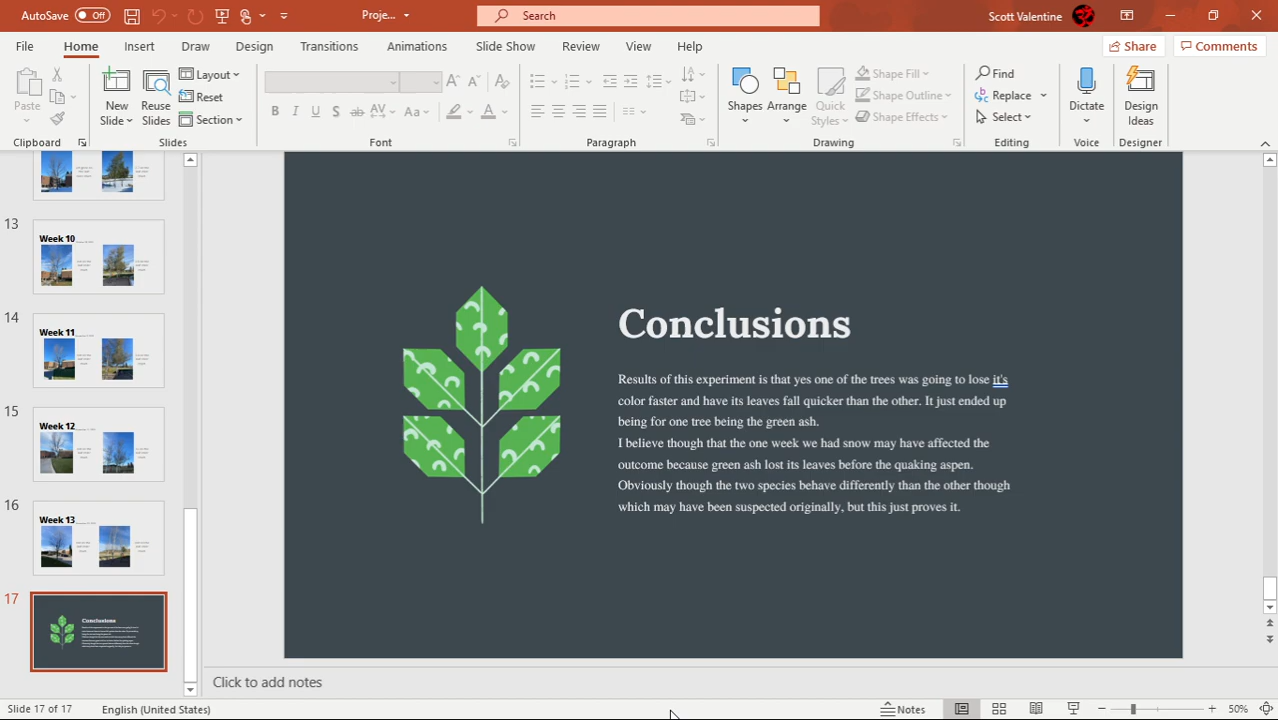 AutoSave Off Proje... Search Scott Valentine
File Home Insert Draw Design Transitions Animations Slide Show Review View Help Share Comments
Paste
Clipboard
New Slide
Reuse Slides
Layout
Reset
Section
Slides
B I U S ab AV Aa A
Font
Paragraph
Shapes
Arrange
Quick Styles
Shape Fill
Shape Outline
Shape Effects
Drawing
Find
Replace
Select
Editing
Dictate
Voice
Design Ideas
Designer
13
Week 10
14
Week 11
15
Week 12
16
Week 13
17
Conclusions
Conclusions
Results of this experiment is that yes one of the trees was going to lose it's
color faster and have its leaves fall quicker than the other. It just ended up
being for one tree being the green ash.
I believe though that the one week we had snow may have affected the
outcome because green ash lost its leaves before the quaking aspen.
Obviously though the two species behave differently than the other though
which may have been suspected originally, but this just proves it.
Click to add notes
Slide 17 of 17 English (United States) Notes 50%